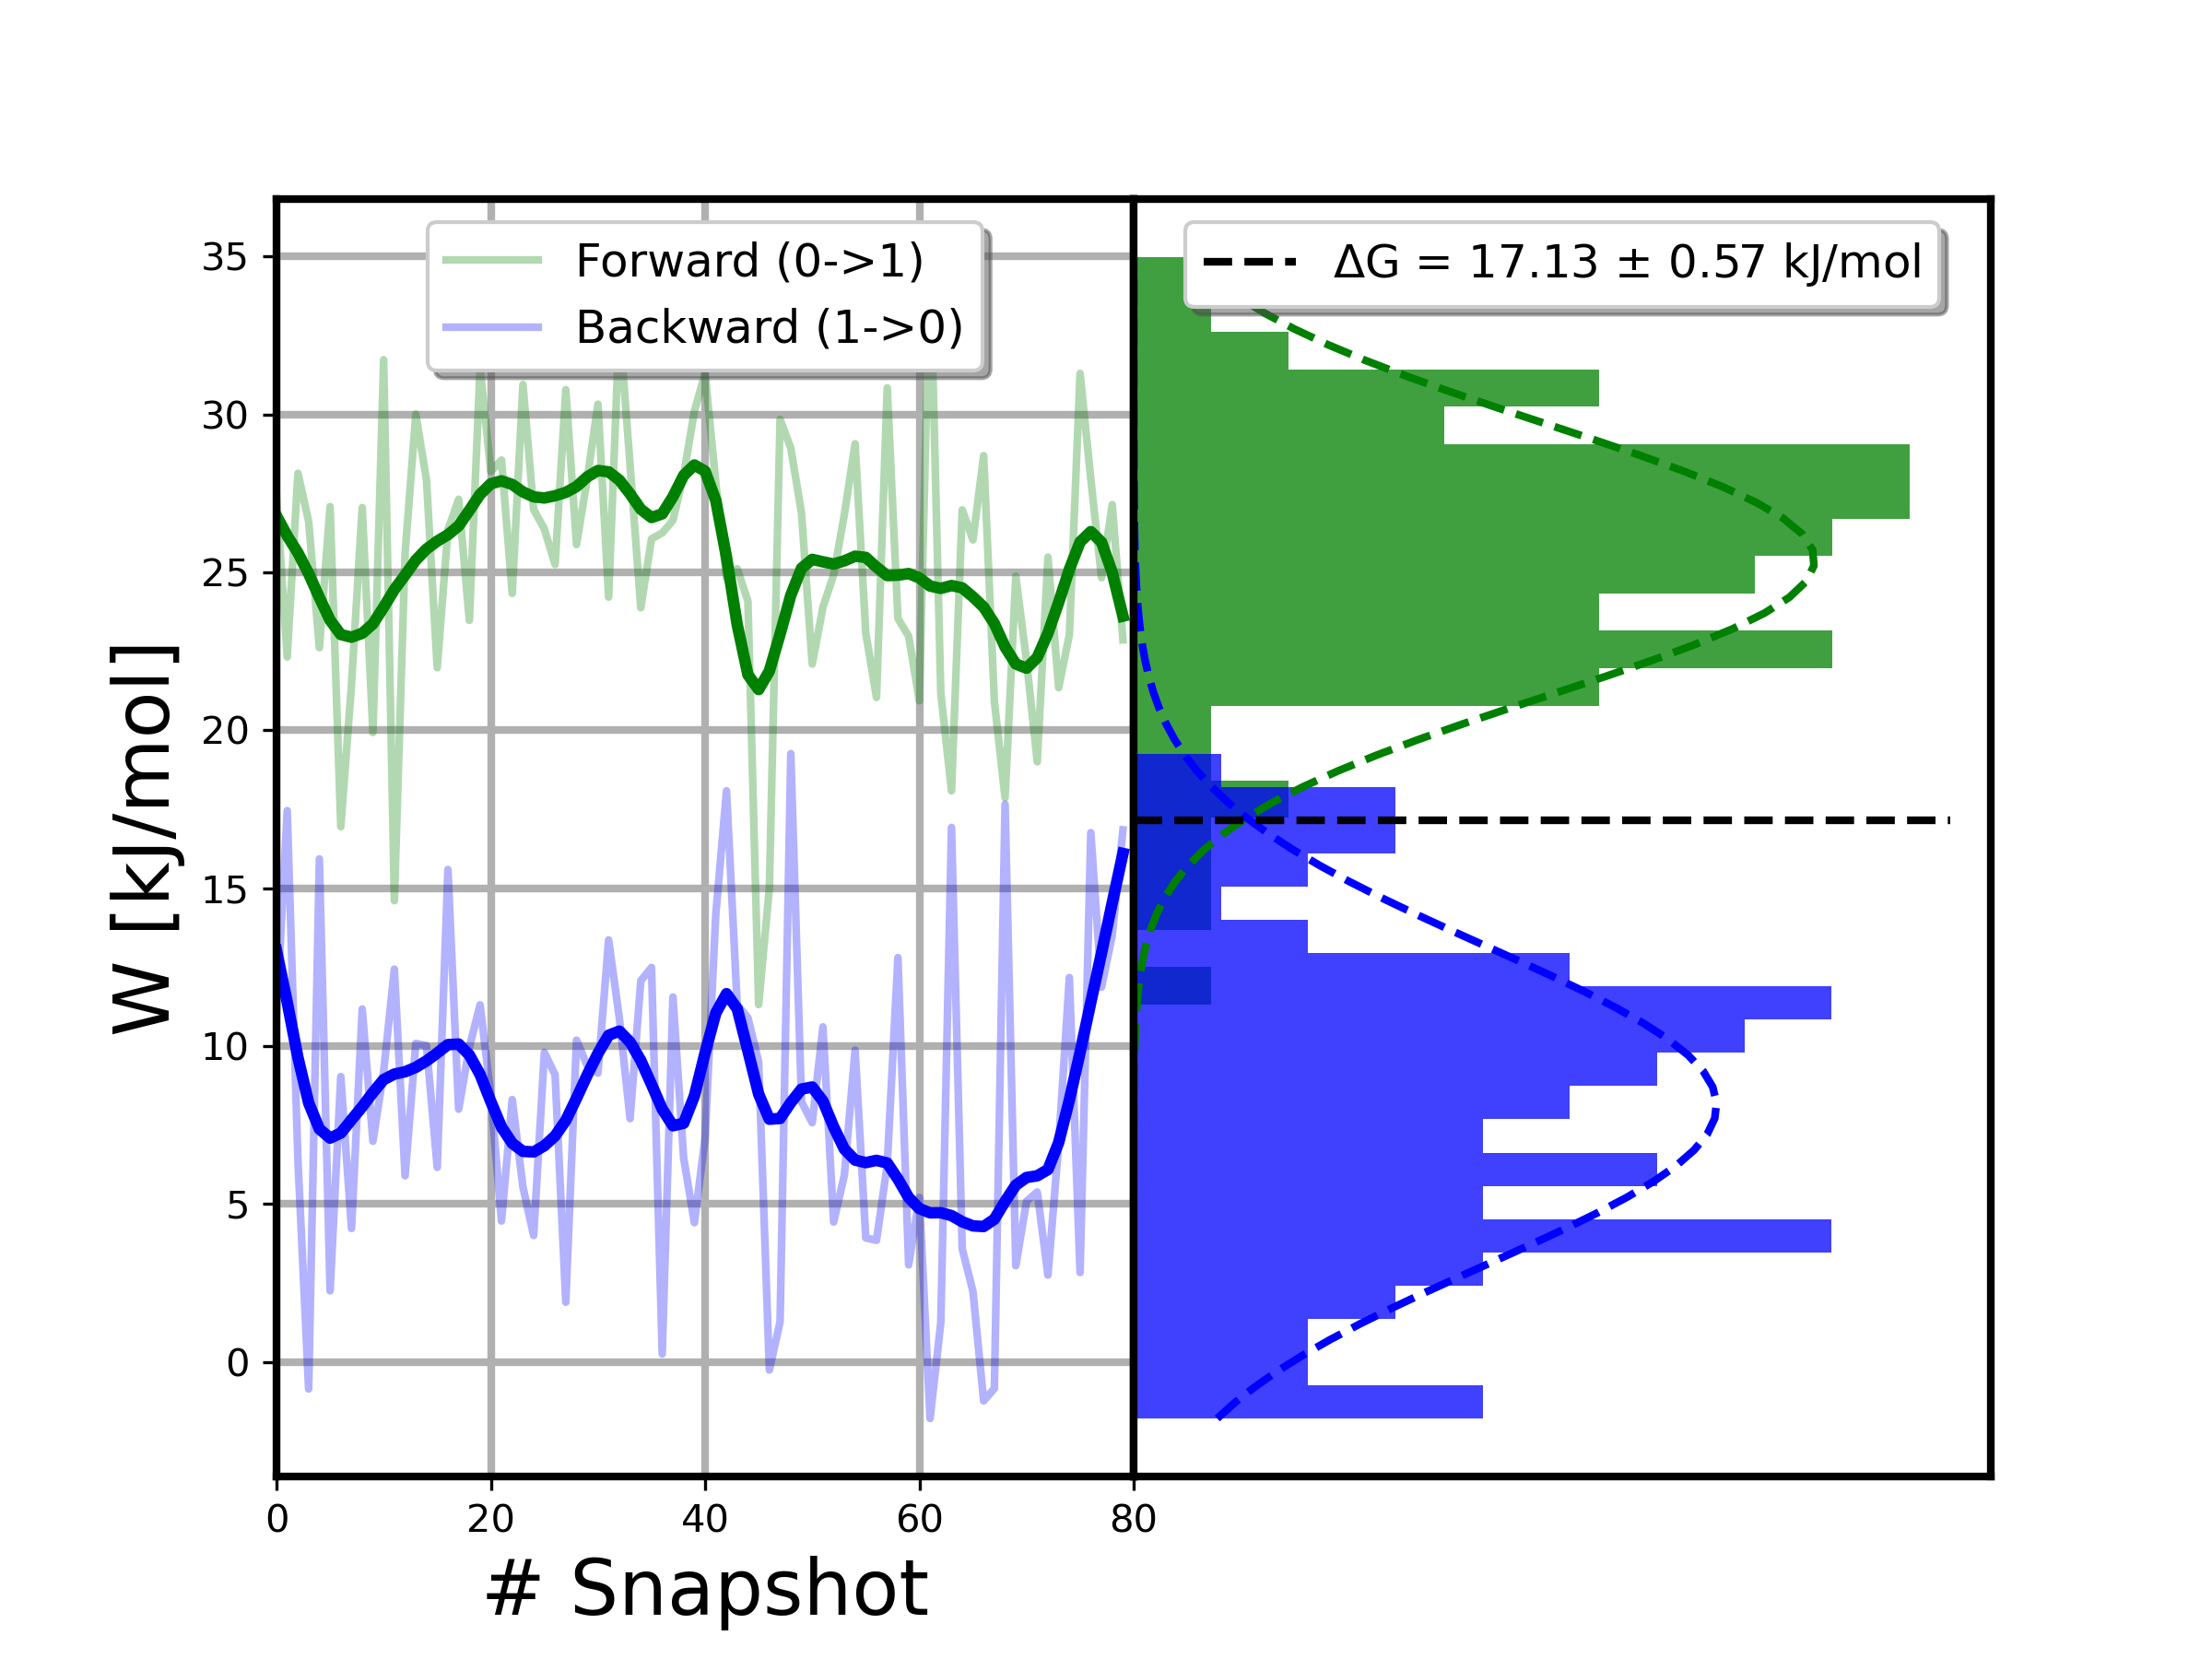 Forward (0->1)
Backward (1->0)
ΔG = 17.13 ± 0.57 kJ/mol
35
30
25
20
15
10
5
0
W [kJ/mol]
0 20 40 60 80
# Snapshot